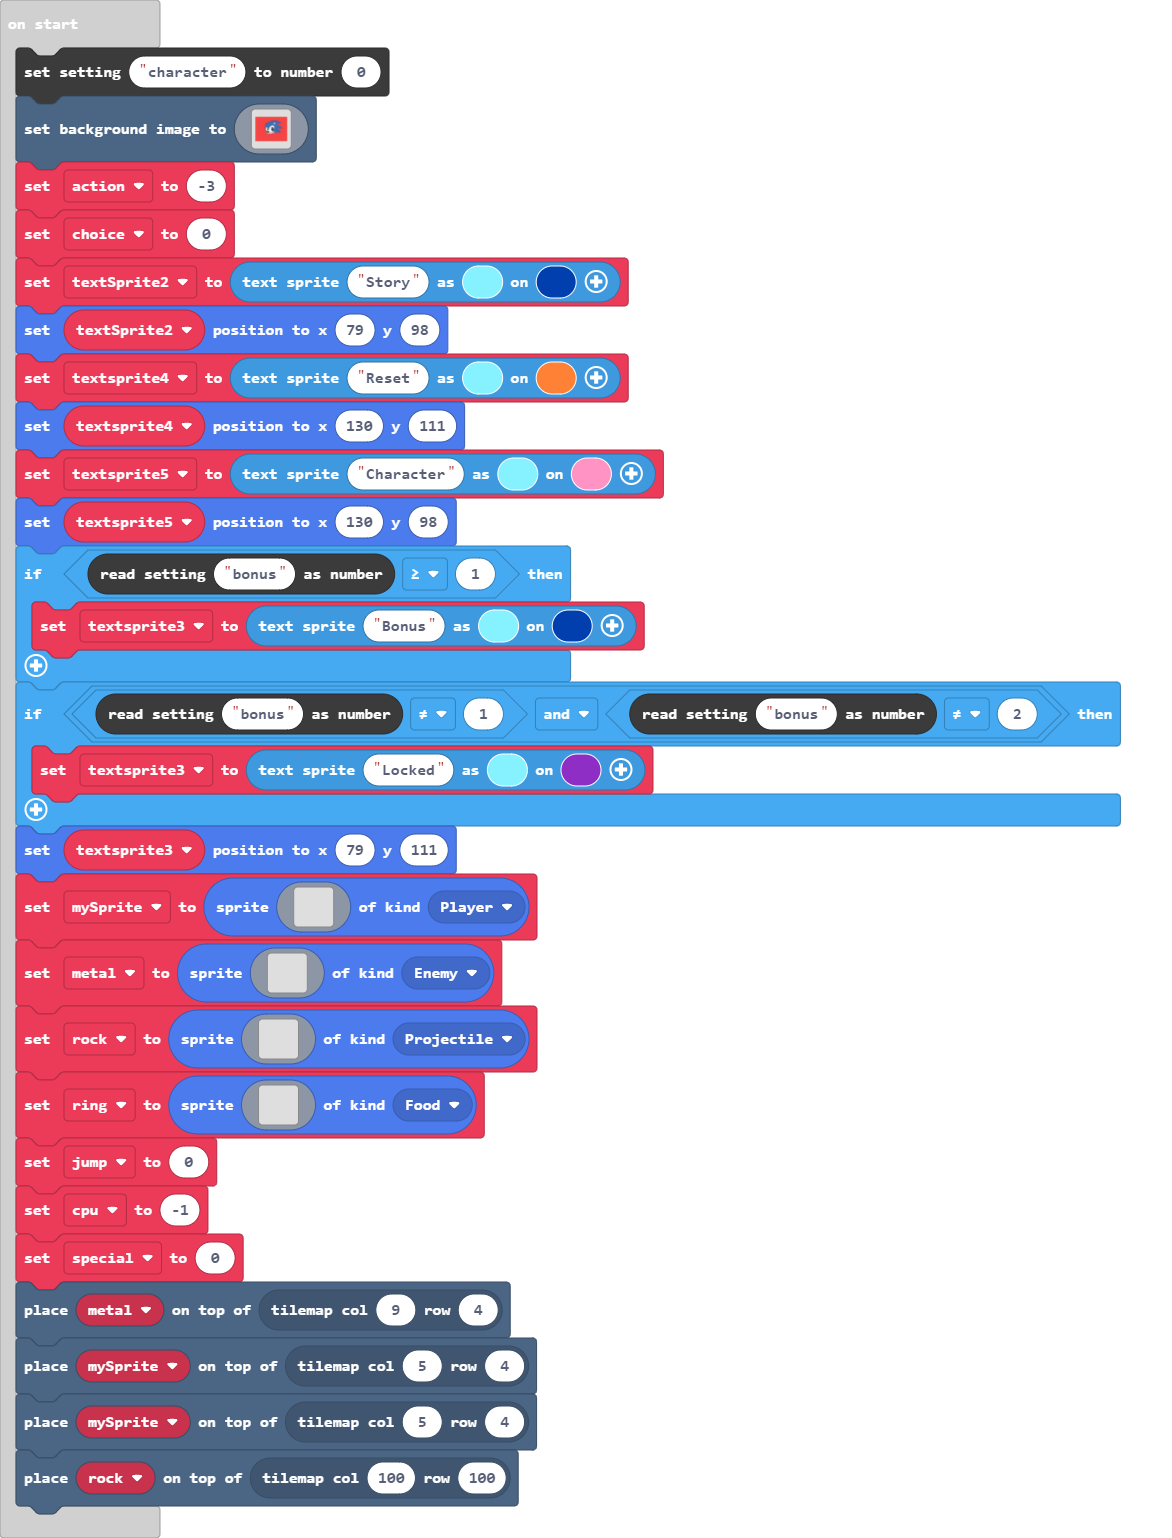 on start
set setting "character" to number 0
set background image to
set action to -3
set choice to 0
set textSprite2 to text sprite "Story" as on
set textSprite2 position to x 79 y 98
set textsprite4 to text sprite "Reset" as on
set textsprite4 position to x 130 y 111
set textsprite5 to text sprite "Character" as on
set textsprite5 position to x 130 y 98
if read setting "bonus" as number ≥ 1 then
set textsprite3 to text sprite "Bonus" as on
if read setting "bonus" as number ≠ 1 and read setting "bonus" as number ≠ 2 then
set textsprite3 to text sprite "Locked" as on
set textsprite3 position to x 79 y 111
set mySprite to sprite of kind Player
set metal to sprite of kind Enemy
set rock to sprite of kind Projectile
set ring to sprite of kind Food
set jump to 0
set cpu to -1
set special to 0
place metal on top of tilemap col 9 row 4
place mySprite on top of tilemap col 5 row 4
place mySprite on top of tilemap col 5 row 4
place rock on top of tilemap col 100 row 100